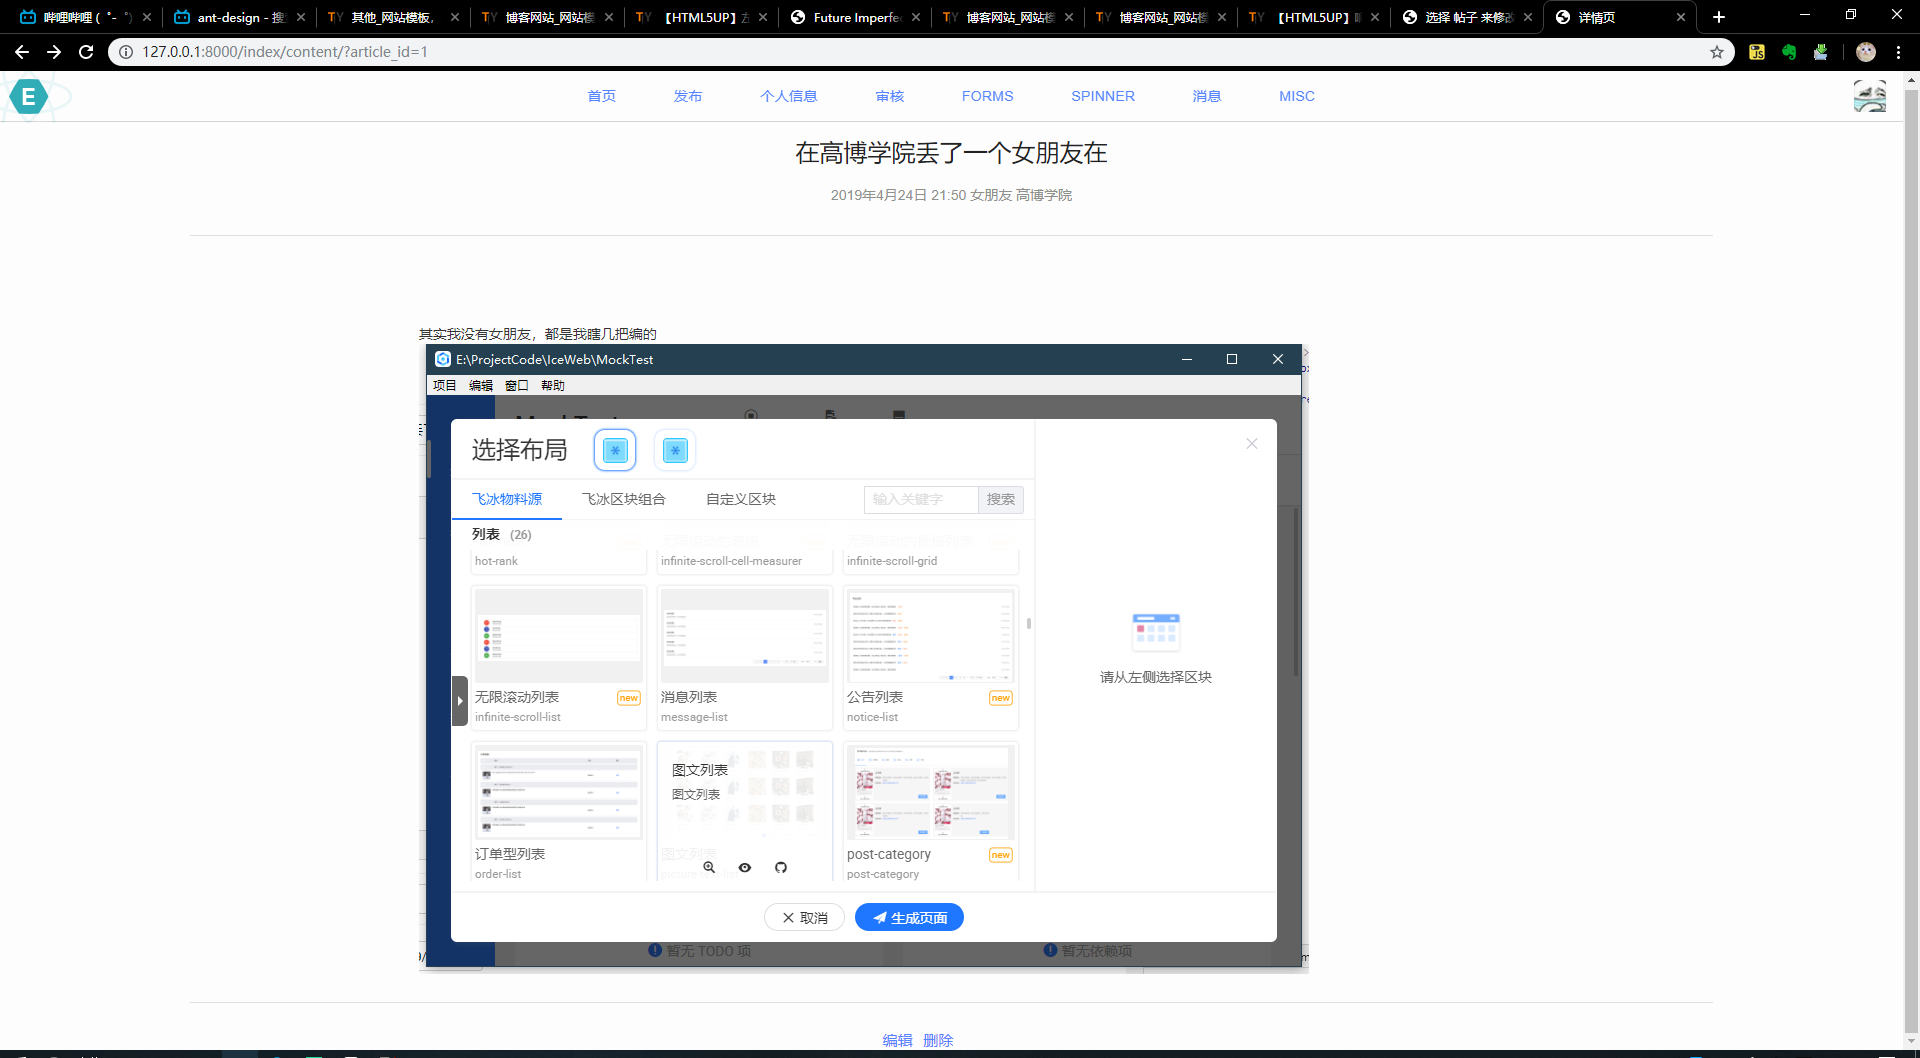 哔哩哔哩 ( ゜- ゜)
ant-design - 搜
其他_网站模板,
博客网站_网站模
【HTML5UP】左
Future Imperfe
博客网站_网站模
博客网站_网站模
【HTML5UP】
选择 帖子 来修改
详情页
127.0.0.1:8000/index/content/?article_id=1
E
首页
发布
个人信息
审核
FORMS
SPINNER
消息
MISC
在高博学院丢了一个女朋友在
2019年4月24日 21:50 女朋友 高博学院
其实我没有女朋友，都是我瞎几把编的
E:\ProjectCode\IceWeb\MockTest
项目 编辑 窗口 帮助
选择布局
飞冰物料源
飞冰区块组合
自定义区块
输入关键字
搜索
列表 (26)
hot-rank
infinite-scroll-cell-measurer
infinite-scroll-grid
无限滚动列表
new
infinite-scroll-list
消息列表
message-list
公告列表
new
notice-list
请从左侧选择区块
订单型列表
order-list
图文列表
图文列表
图文列表
post-category
new
post-category
取消
生成页面
暂无 TODO 项
暂无依赖项
编辑 删除